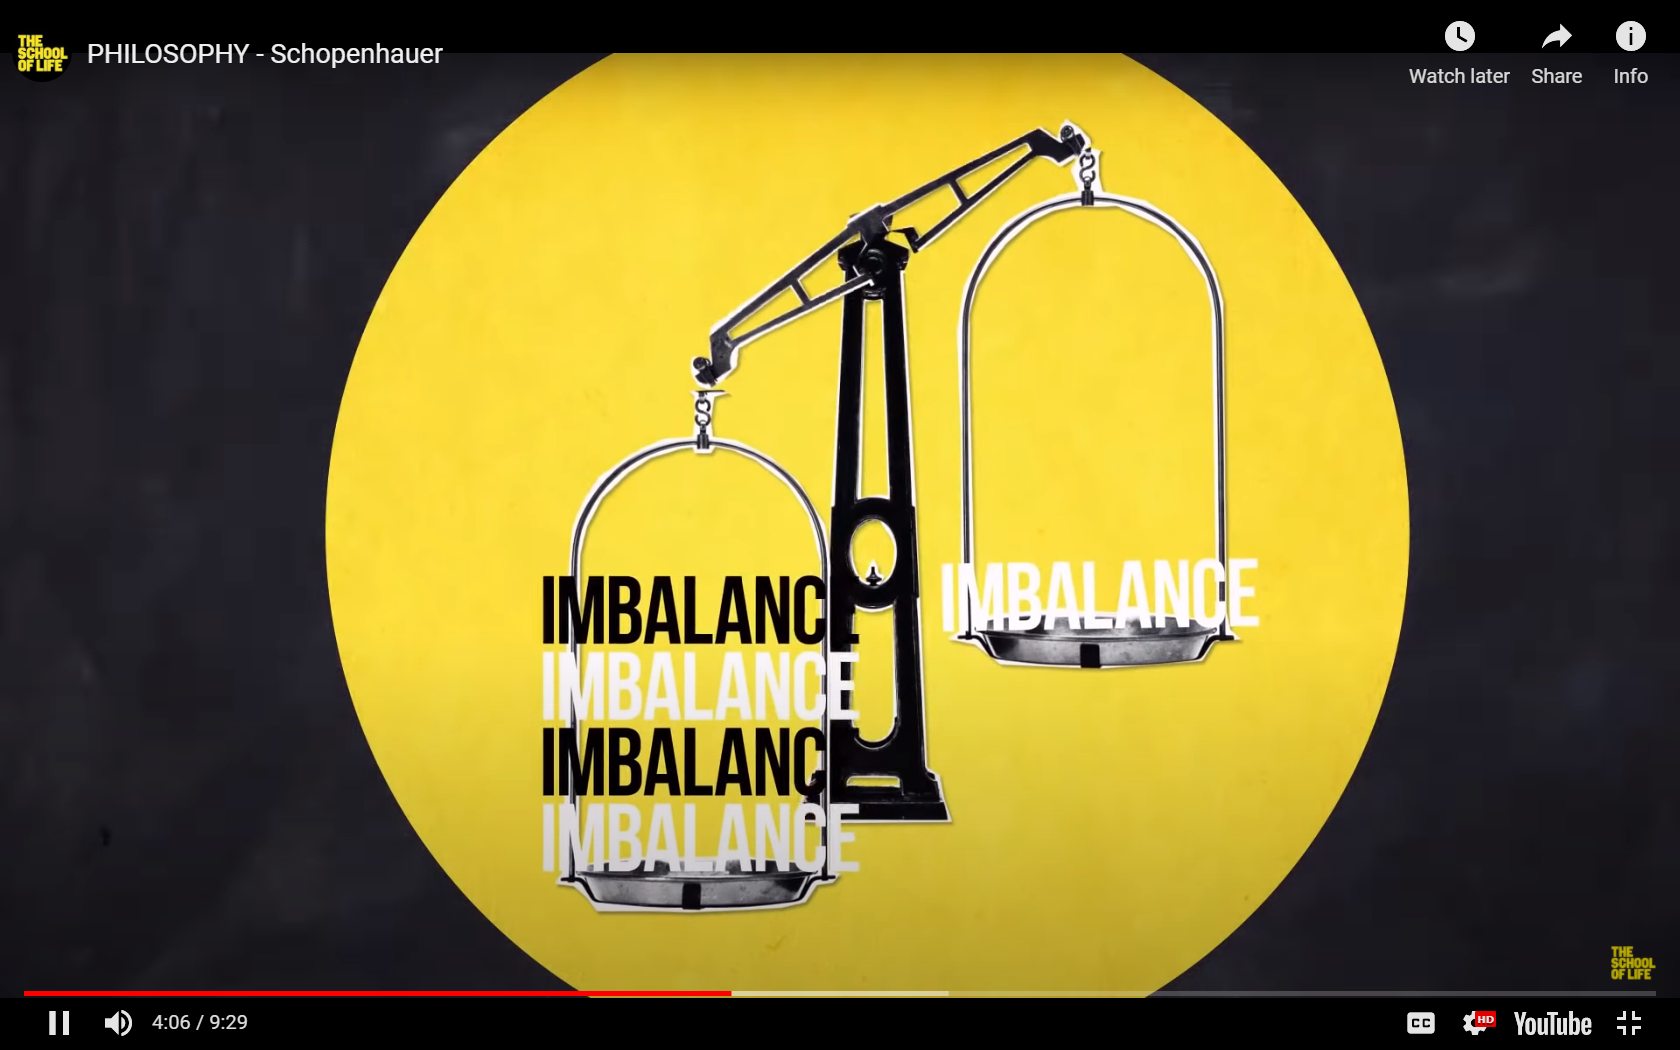 THE
SCHOOL
OF LIFE
PHILOSOPHY - Schopenhauer
Watch later
Share
Info
IMBALANCE
IMBALANCE
IMBALANCE
IMBALANCE
IMBALANCE
THE
SCHOOL
OF LIFE
4:06 / 9:29
CC
HD
YouTube